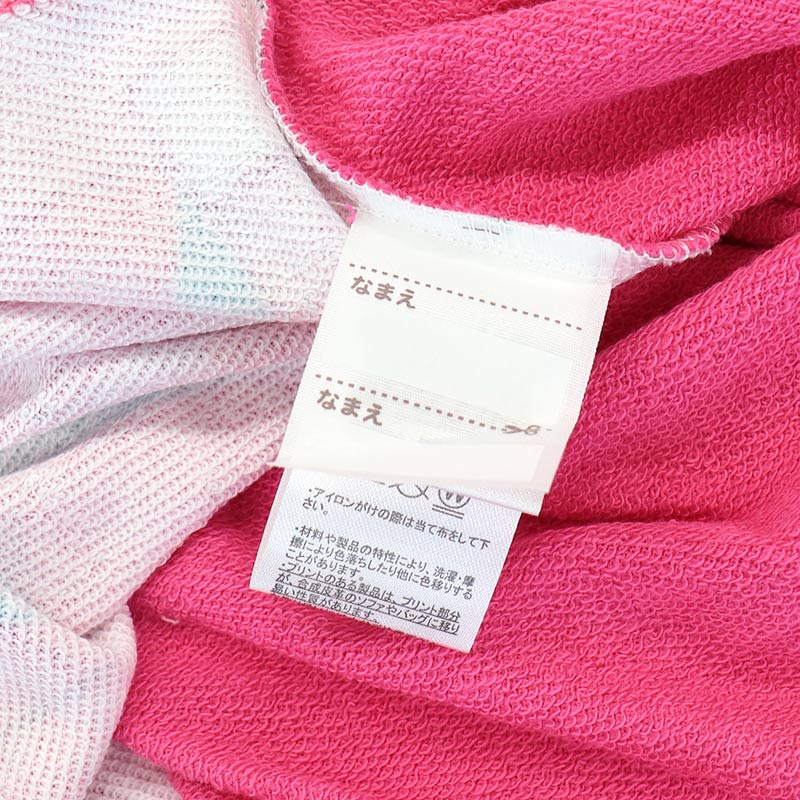 なまえ
なまえ
W
・アイロンがけの際は当て布をして下
さい。
・材料や製品の特性により、洗濯・摩
擦により色落ちしたり他に色移りする
ことがあります。
・プリントのある製品は、プリント部分
が、合成皮革のソファやバッグに移り
易い性質があります。